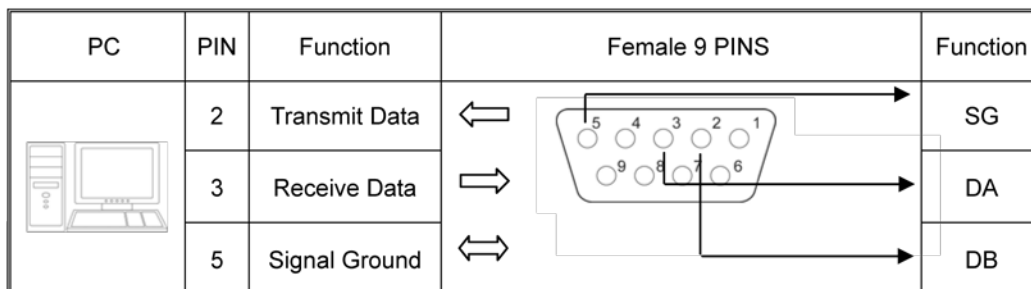 PC PIN Function Female 9 PINS Function
2 Transmit Data SG
5 4 3 2 1
9 8 7 6
3 Receive Data DA
5 Signal Ground DB